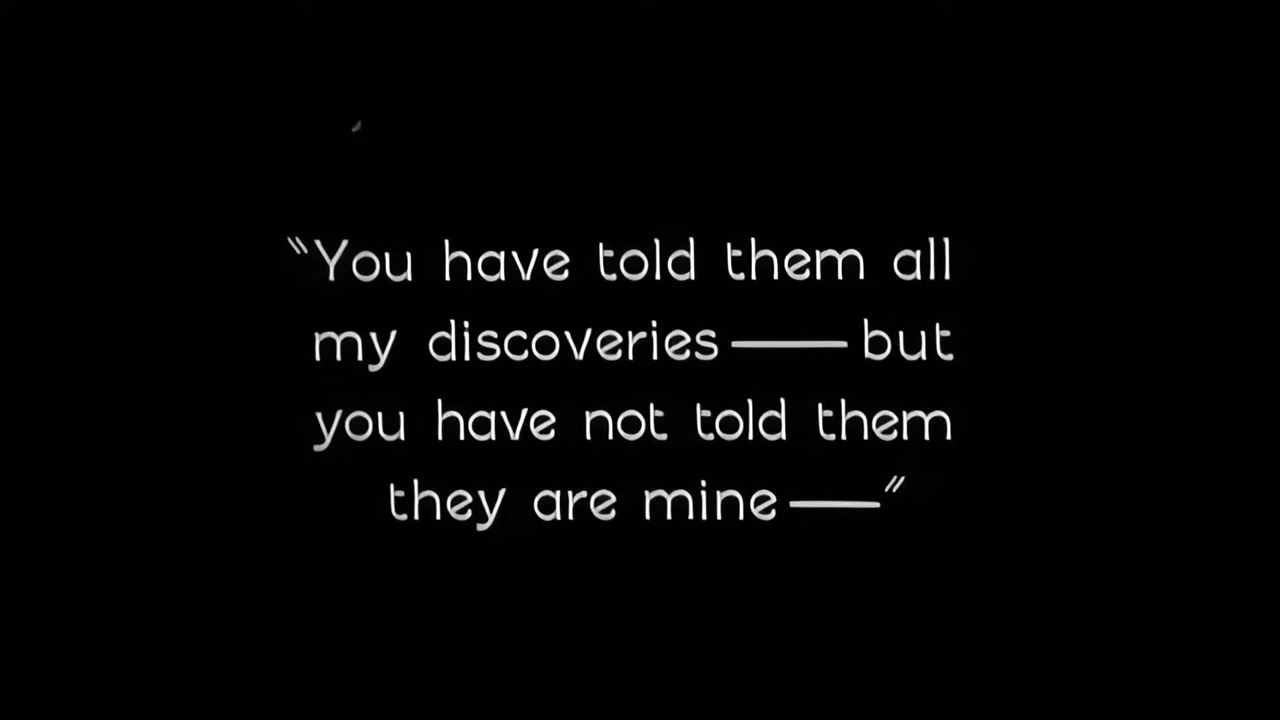 “You have told them all
my discoveries — but
you have not told them
they are mine —”